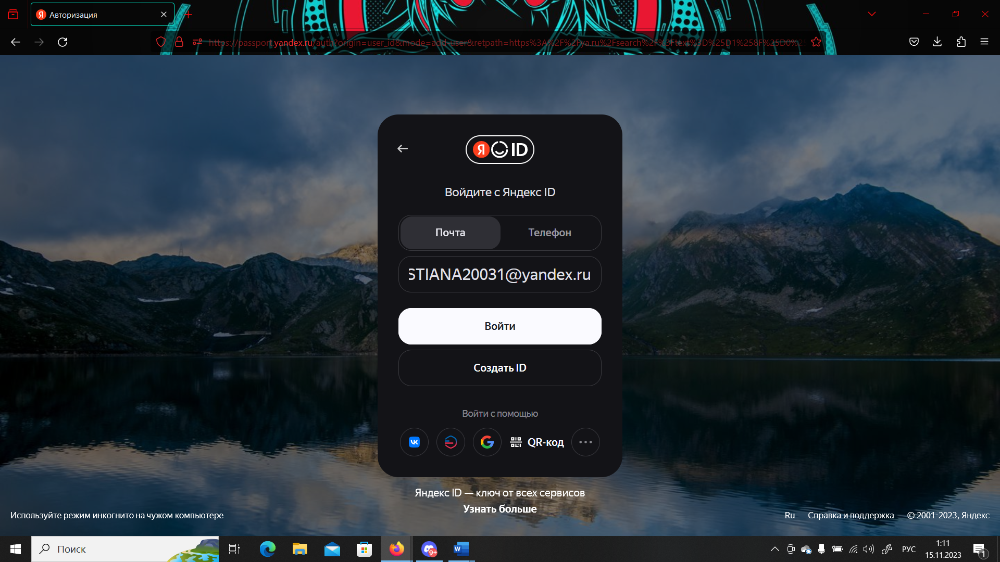 Авторизация
https://passport.yandex.ru/auth?origin=user_id&mode=add-user&retpath=https%3A%2F%2Fya.ru%2Fsearch%2F%3Ftext%3D%25D1%258F%25D0%25
Я ID
Войдите с Яндекс ID
Почта
Телефон
STIANA20031@yandex.ru
Войти
Создать ID
Войти с помощью
QR-код
Яндекс ID — ключ от всех сервисов
Узнать больше
Используйте режим инкогнито на чужом компьютере
Ru
Справка и поддержка
© 2001-2023, Яндекс
Поиск
9+
W
РУС
1:11
15.11.2023
1